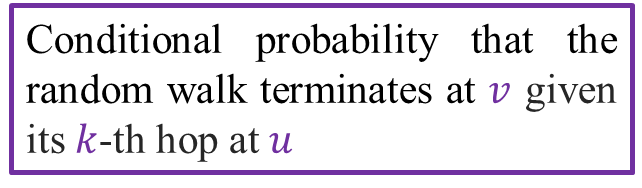 Conditional probability that the
random walk terminates at v given
its k-th hop at u